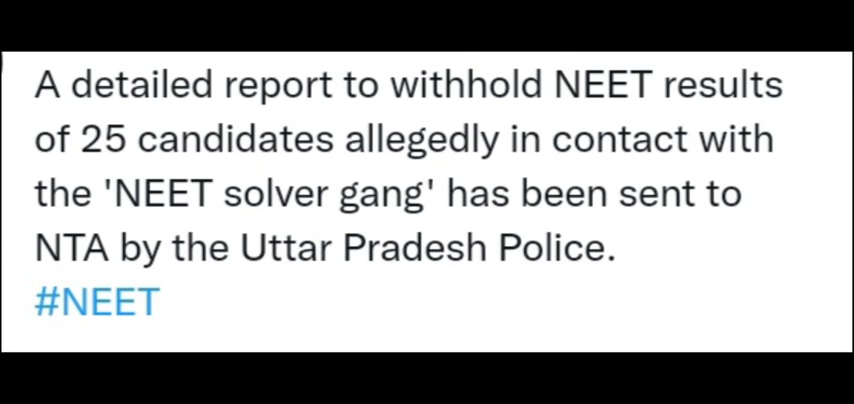 A detailed report to withhold NEET results
of 25 candidates allegedly in contact with
the 'NEET solver gang' has been sent to
NTA by the Uttar Pradesh Police.
#NEET